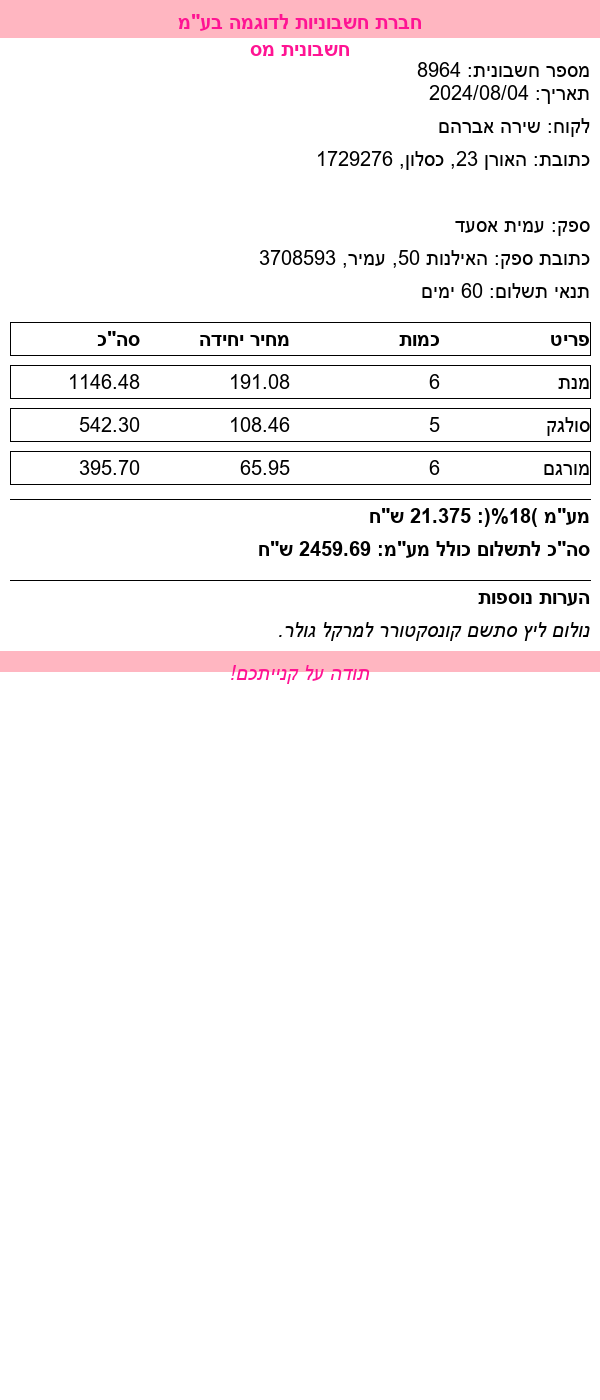 חברת חשבוניות לדוגמה בע"מ
חשבונית מס
מספר חשבונית: 8964
תאריך: 2024/08/04
לקוח: שירה אברהם
כתובת: האורן 23, כסלון, 1729276
ספק: עמית אסעד
כתובת ספק: האילנות 50, עמיר, 3708593
תנאי תשלום: 60 ימים
פריט כמות מחיר יחידה סה"כ
מנת 6 191.08 1146.48
סולגק 5 108.46 542.30
מורגם 6 65.95 395.70
מע"מ )18%(: 21.375 ש"ח
סה"כ לתשלום כולל מע"מ: 2459.69 ש"ח
הערות נוספות
נולום ליץ סתשם קונסקטורר למרקל גולר.
תודה על קנייתכם!